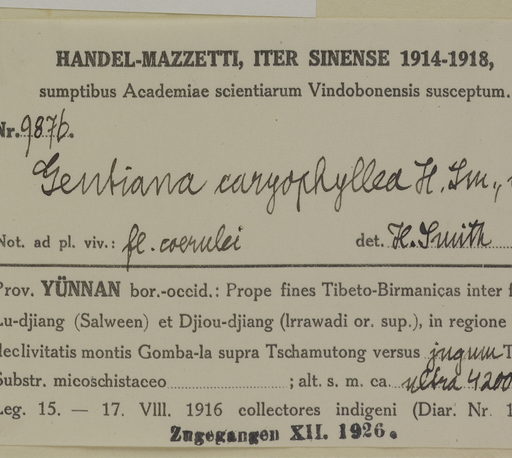 HANDEL-MAZZETTI, ITER SINENSE 1914-1918,
sumptibus Academiae scientiarum Vindobonensis susceptum.
Nr. 9876.
Gentiana caryophyllea H. Sm.,
Not. ad pl. viv.: fl. coerulei det. H. Smith
Prov. YÜNNAN bor.-occid.: Prope fines Tibeto-Birmanicas inter f
Lu-djiang (Salween) et Djiou-djiang (Irrawadi or. sup.), in regione
declivitatis montis Gomba-la supra Tschamutong versus jugum T
Substr. micoschistaceo ; alt. s. m. ca. ultra 4200
Leg. 15. — 17. VIII. 1916 collectores indigeni (Diar. Nr. 1
Zugegangen XII. 1926.